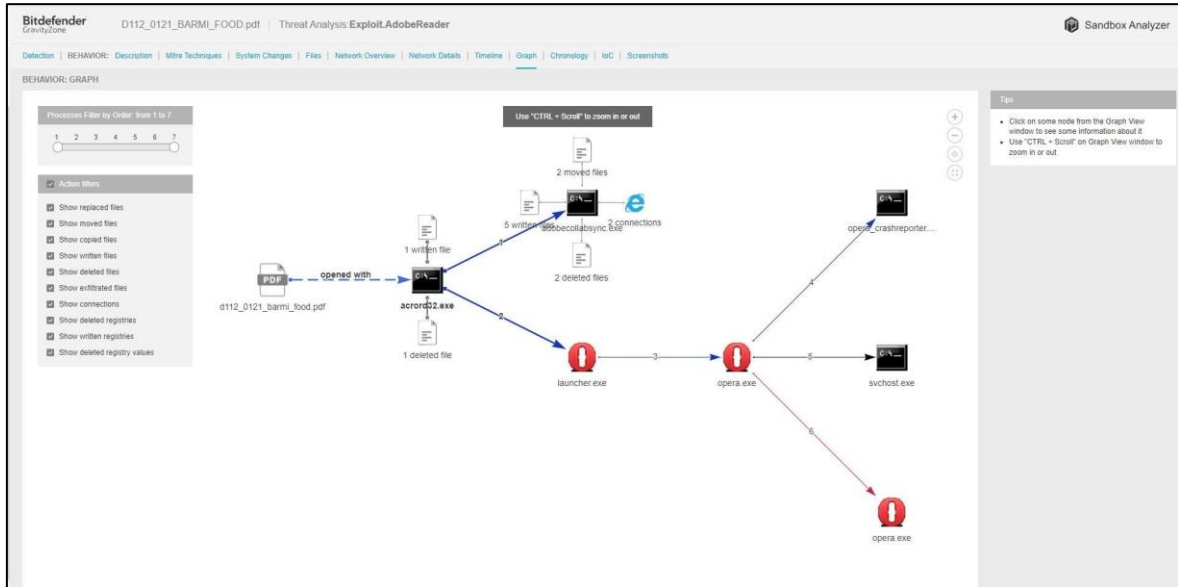 Bitdefender
GravityZone
D112_0121_BARMI_FOOD.pdf | Threat Analysis:Exploit.AdobeReader
Sandbox Analyzer
Detection | BEHAVIOR: Description | Mitre Techniques | System Changes | Files | Network Overview | Network Details | Timeline | Graph | Chronology | IoC | Screenshots
BEHAVIOR: GRAPH
Processes Filter by Order: from 1 to 7
1 2 3 4 5 6 7
Action filters
Show replaced files
Show moved files
Show copied files
Show written files
Show deleted files
Show exfiltrated files
Show connections
Show deleted registries
Show written registries
Show deleted registry values
Use "CTRL + Scroll" to zoom in or out
2 moved files
5 written files
adobecollabsync.exe
2 connections
2 deleted files
1 written file
PDF
opened with
d112_0121_barmi_food.pdf
C:\_
acrord32.exe
1 deleted file
1
2
launcher.exe
3
opera.exe
4
opera_crashreporter....
5
svchost.exe
6
opera.exe
Tips
Click on some node from the Graph View
window to see some information about it
Use "CTRL + Scroll" on Graph View window to
zoom in or out